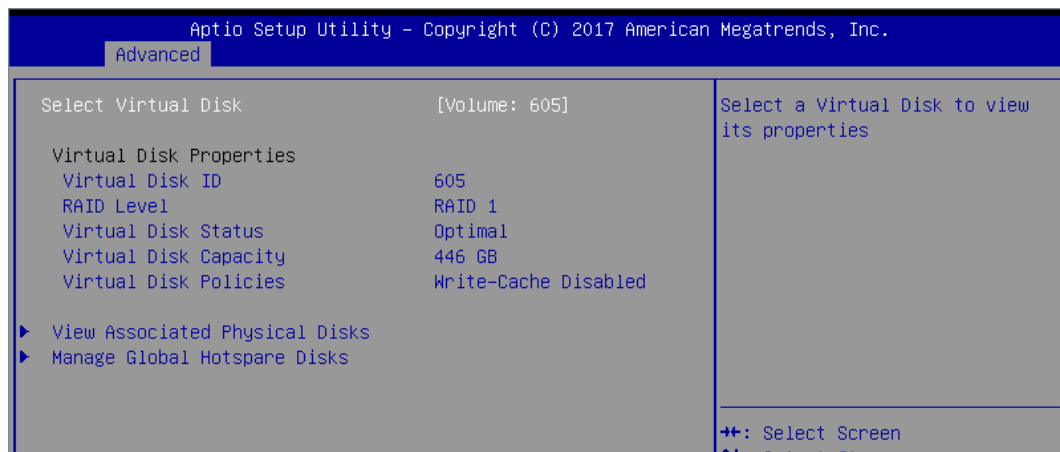 Aptio Setup Utility – Copyright (C) 2017 American Megatrends, Inc.
Advanced
Select Virtual Disk [Volume: 605]
Virtual Disk Properties
Virtual Disk ID 605
RAID Level RAID 1
Virtual Disk Status Optimal
Virtual Disk Capacity 446 GB
Virtual Disk Policies Write-Cache Disabled
View Associated Physical Disks
Manage Global Hotspare Disks
Select a Virtual Disk to view
its properties
→←: Select Screen